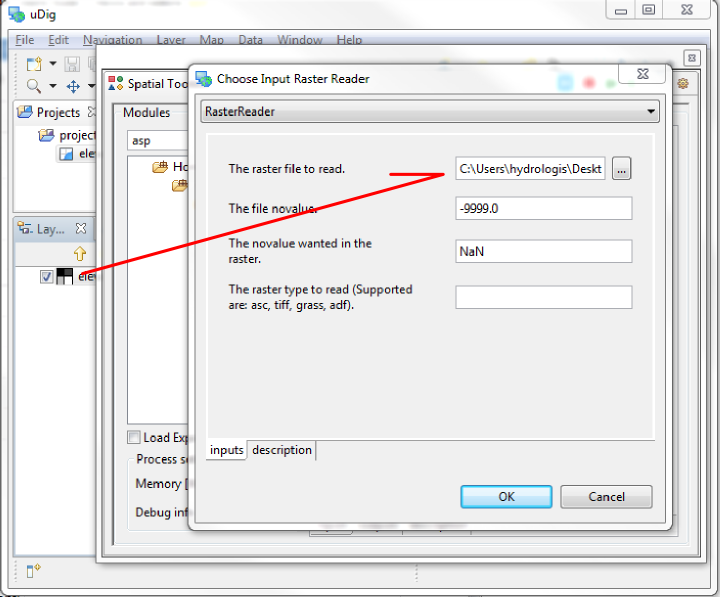 uDig
File Edit Navigation Layer Map Data Window Help
Spatial Too
Choose Input Raster Reader
Projects
Modules
RasterReader
project
ele
asp
Ho
The raster file to read.
C:\Users\hydrologis\Deskt
...
The file novalue.
-9999.0
Lay...
The novalue wanted in the
raster.
NaN
ele
The raster type to read (Supported
are: asc, tiff, grass, adf).
Load Exp
inputs description
Process se
Memory [
OK Cancel
Debug inf